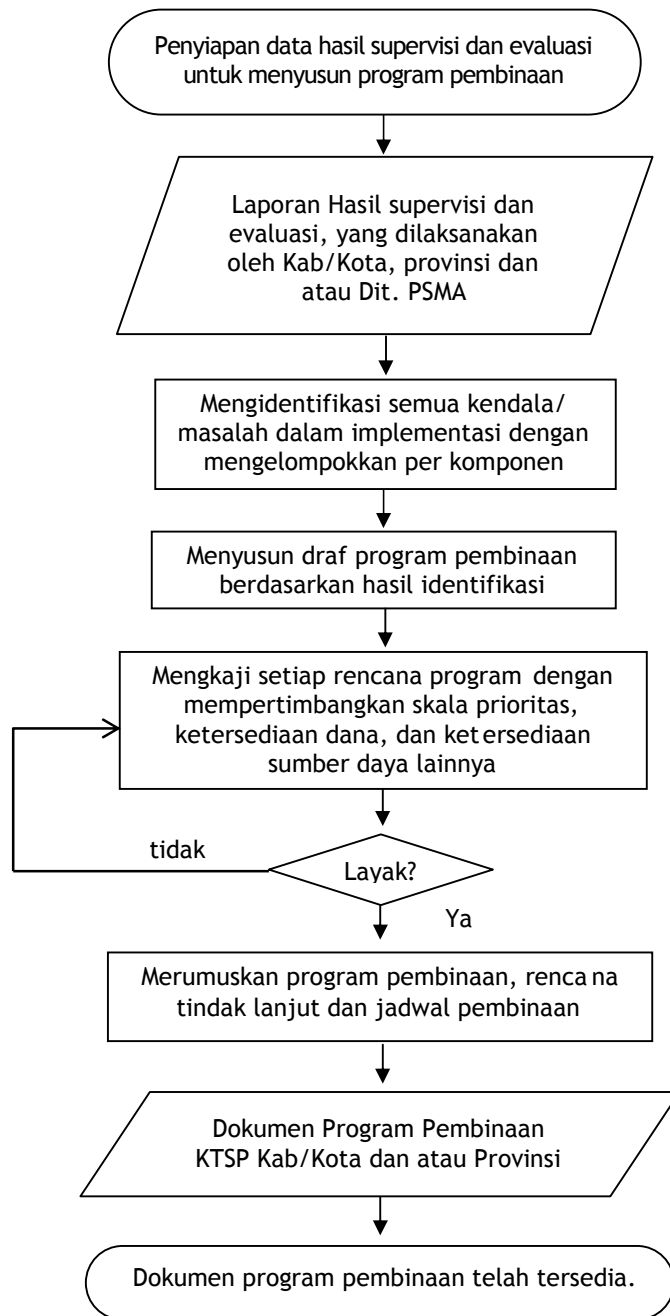 Penyiapan data hasil supervisi dan evaluasi
untuk menyusun program pembinaan
Laporan Hasil supervisi dan
evaluasi, yang dilaksanakan
oleh Kab/Kota, provinsi dan
atau Dit. PSMA
Mengidentifikasi semua kendala/
masalah dalam implementasi dengan
mengelompokkan per komponen
Menyusun draf program pembinaan
berdasarkan hasil identifikasi
Mengkaji setiap rencana program dengan
mempertimbangkan skala prioritas,
ketersediaan dana, dan ketersediaan
sumber daya lainnya
tidak
Layak?
Ya
Merumuskan program pembinaan, rencana
tindak lanjut dan jadwal pembinaan
Dokumen Program Pembinaan
KTSP Kab/Kota dan atau Provinsi
Dokumen program pembinaan telah tersedia.